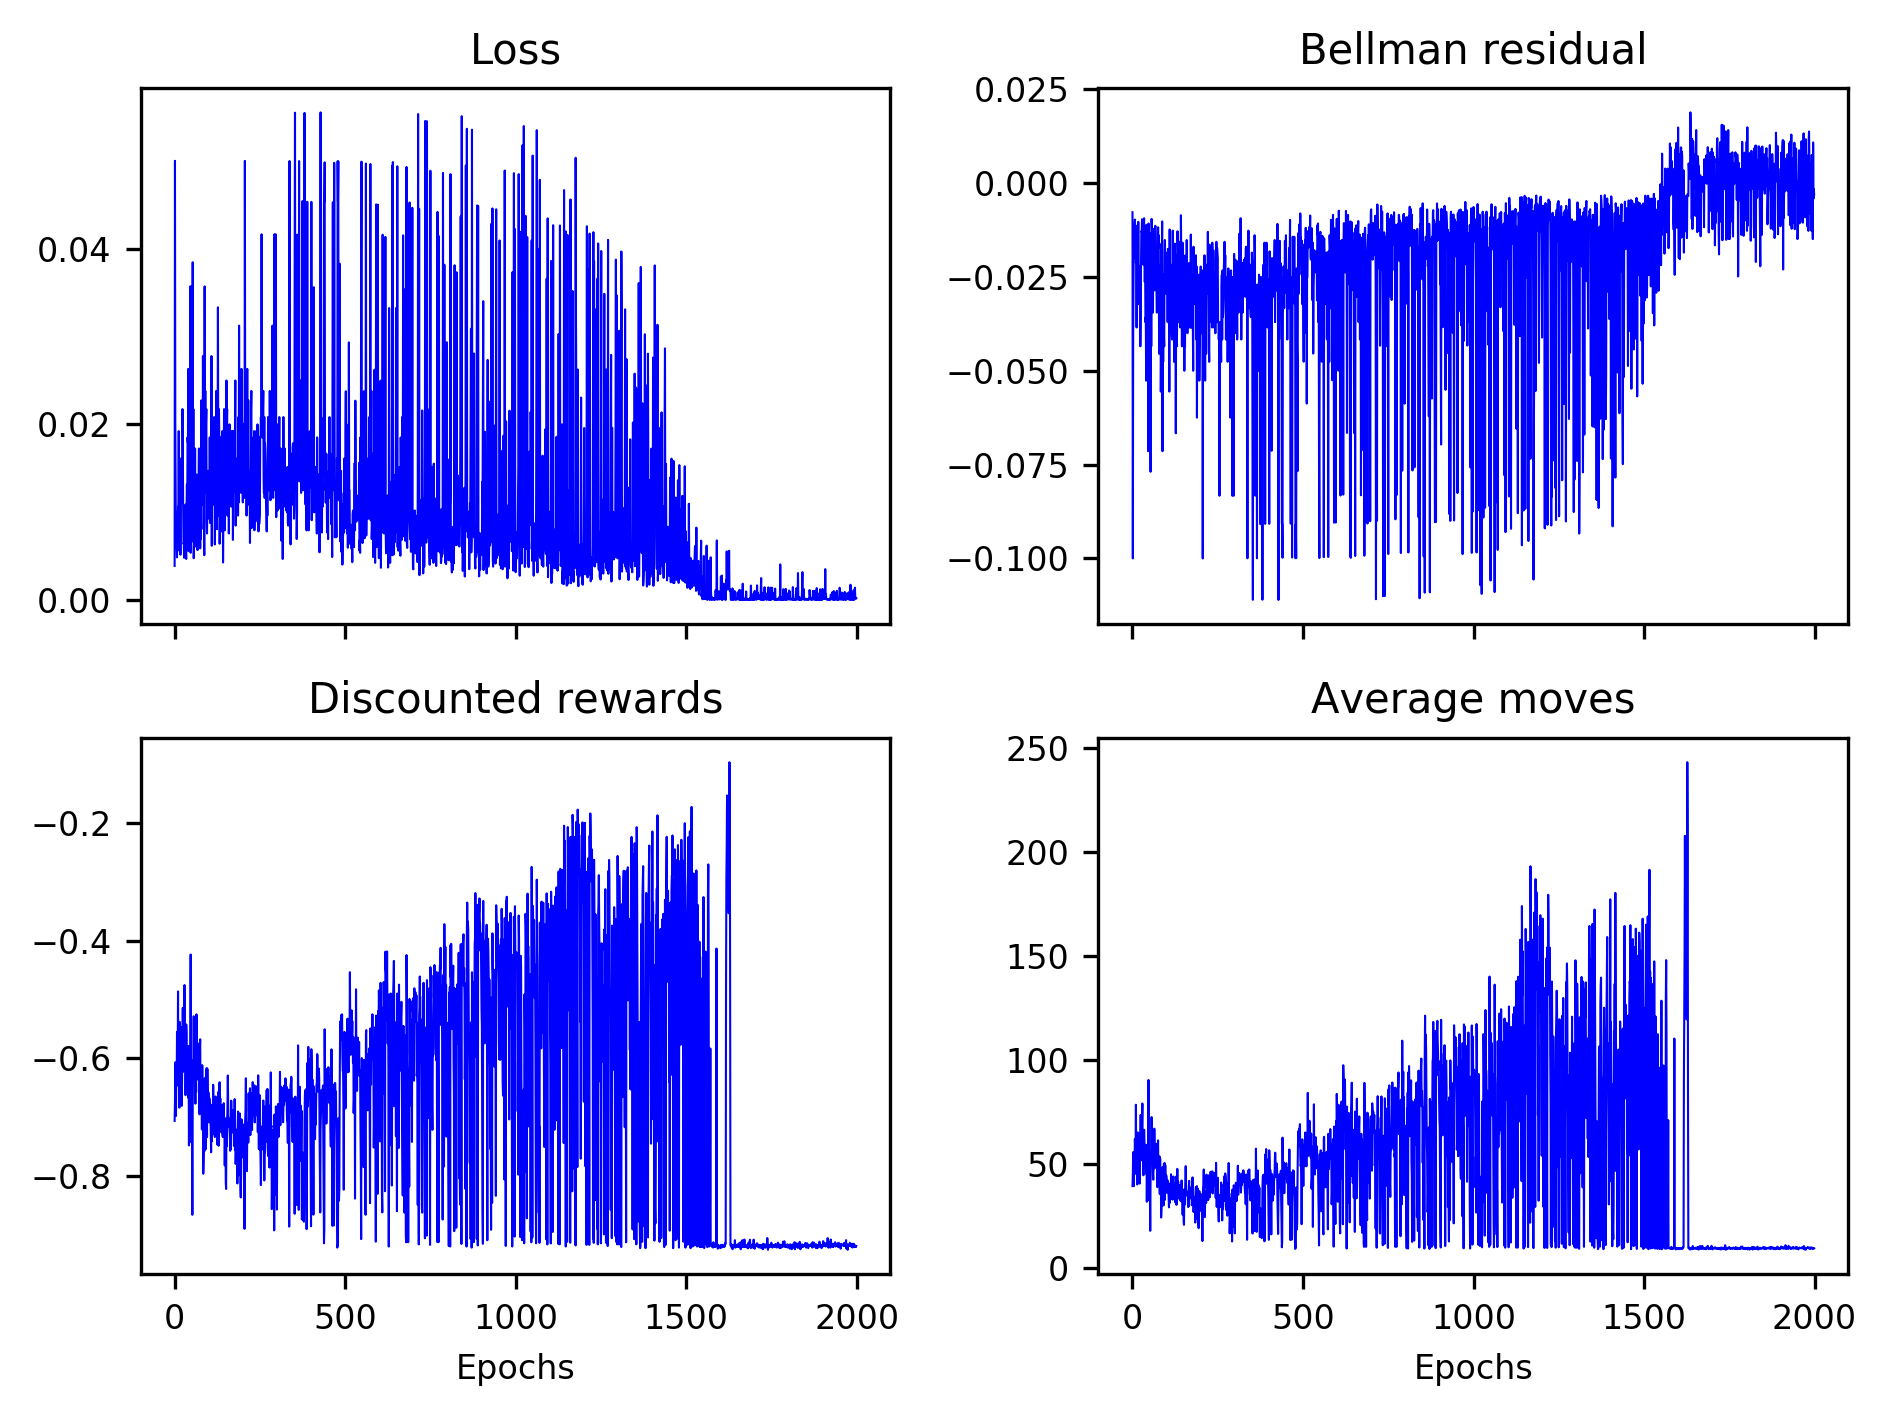 Loss
0.04
0.02
0.00
Bellman residual
0.025
0.000
−0.025
−0.050
−0.075
−0.100
Discounted rewards
−0.2
−0.4
−0.6
−0.8
0 500 1000 1500 2000
Epochs
Average moves
250
200
150
100
50
0
0 500 1000 1500 2000
Epochs